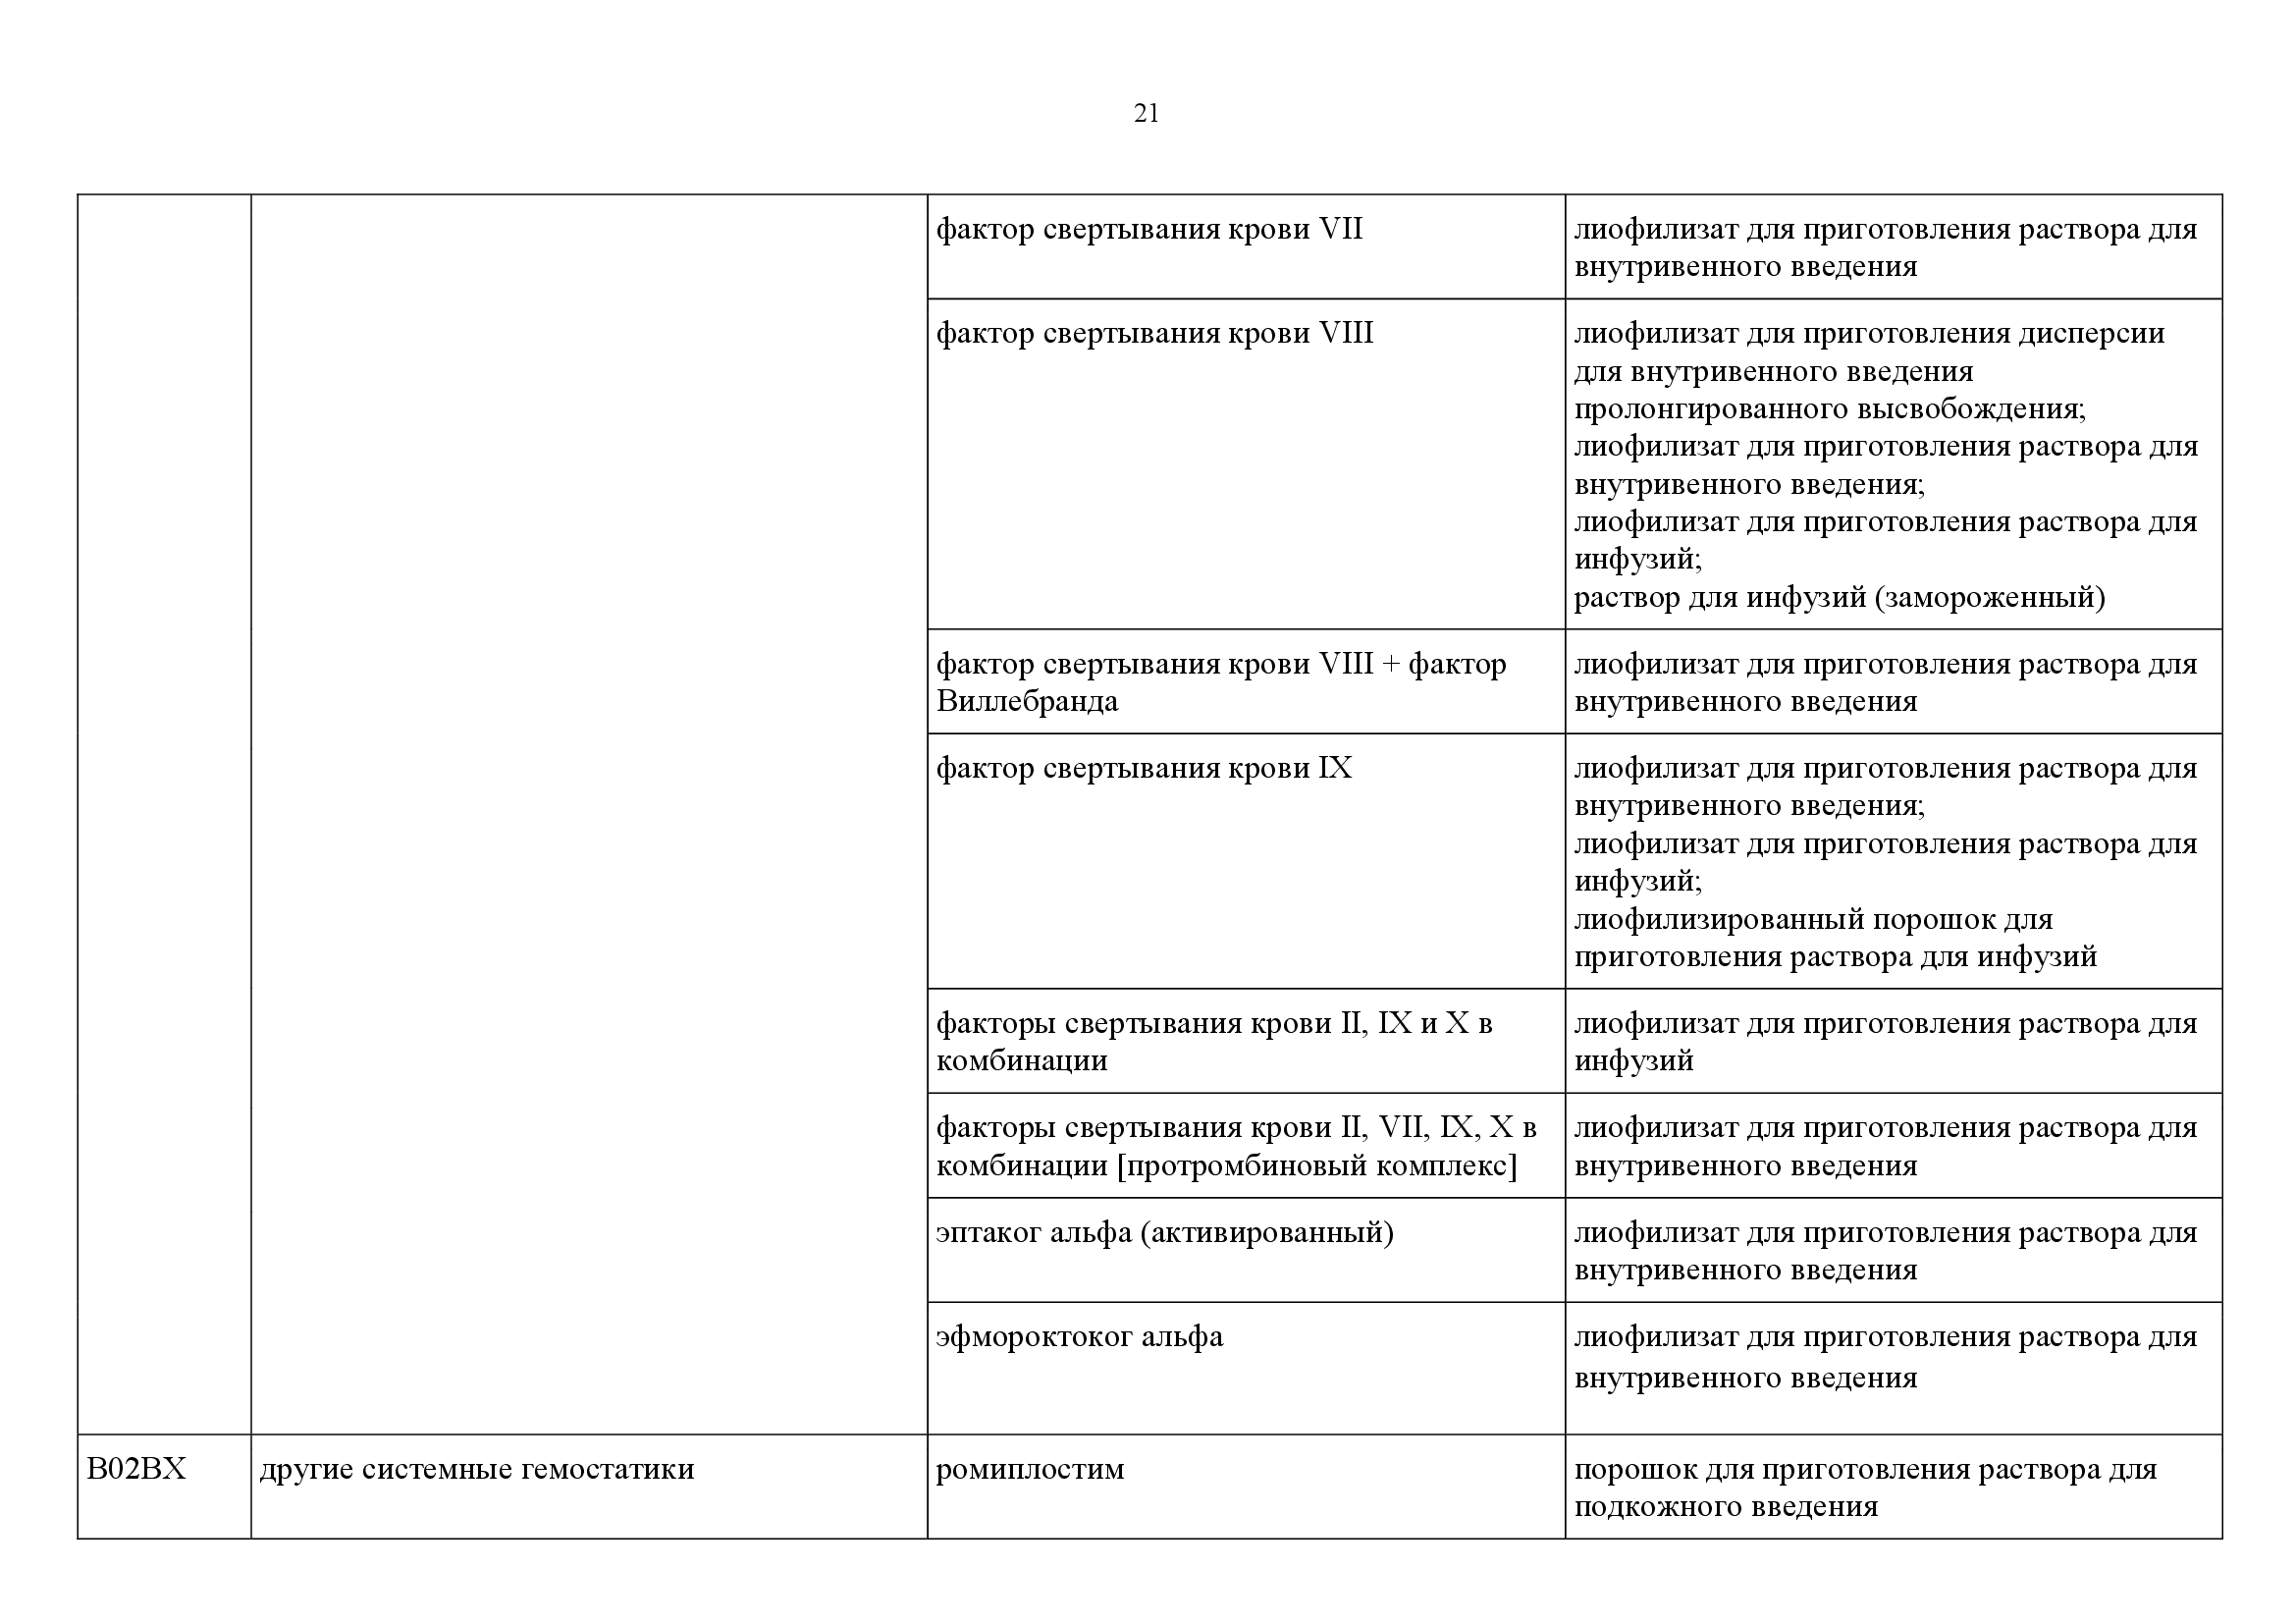 21
фактор свертывания крови VII
лиофилизат для приготовления раствора для
внутривенного введения
фактор свертывания крови VIII
лиофилизат для приготовления дисперсии
для внутривенного введения
пролонгированного высвобождения;
лиофилизат для приготовления раствора для
внутривенного введения;
лиофилизат для приготовления раствора для
инфузий;
раствор для инфузий (замороженный)
фактор свертывания крови VIII + фактор
Виллебранда
лиофилизат для приготовления раствора для
внутривенного введения
фактор свертывания крови IX
лиофилизат для приготовления раствора для
внутривенного введения;
лиофилизат для приготовления раствора для
инфузий;
лиофилизированный порошок для
приготовления раствора для инфузий
факторы свертывания крови II, IX и X в
комбинации
лиофилизат для приготовления раствора для
инфузий
факторы свертывания крови II, VII, IX, X в
комбинации [протромбиновый комплекс]
лиофилизат для приготовления раствора для
внутривенного введения
эптаког альфа (активированный)
лиофилизат для приготовления раствора для
внутривенного введения
эфмороктоког альфа
лиофилизат для приготовления раствора для
внутривенного введения
B02BX
другие системные гемостатики
ромиплостим
порошок для приготовления раствора для
подкожного введения